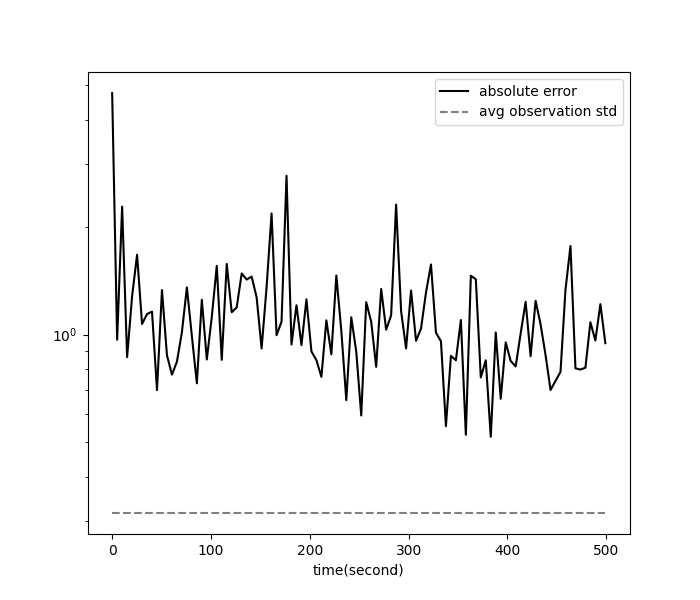 absolute error
avg observation std
10^0
0 100 200 300 400 500
time(second)